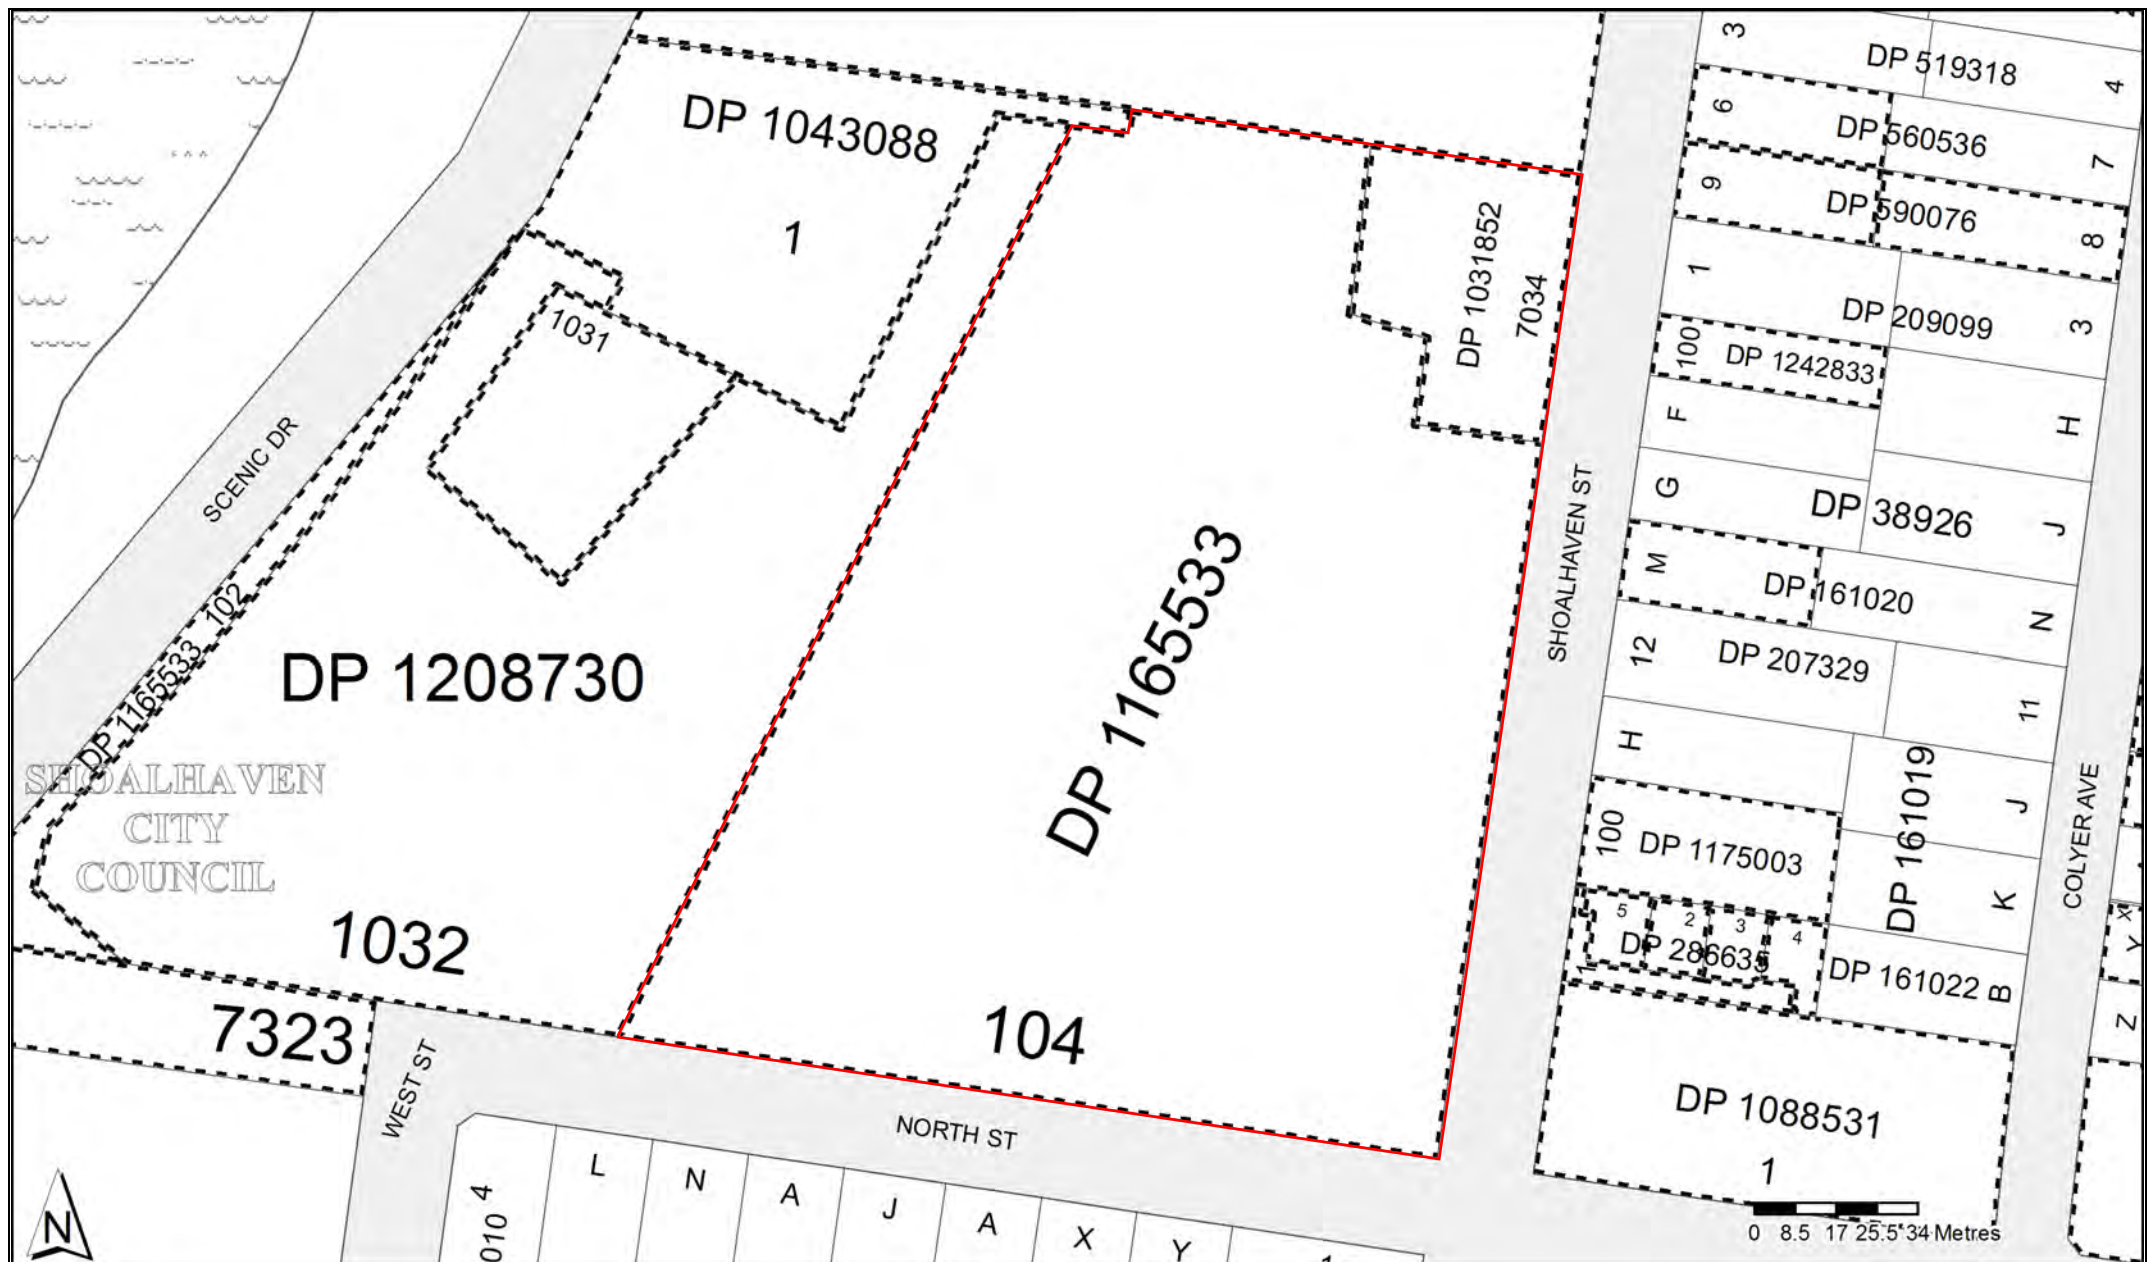 3
DP 519318
4
6
DP 560536
7
9
DP 590076
8
1
DP 209099
3
100
DP 1242833
F
H
G
DP 38926
J
M
DP 161020
N
12
DP 207329
11
H
DP 161019
J
100
DP 1175003
K
5
2
3
4
DP 286635
1
DP 161022
B
DP 1088531
1
COLYER AVE
X
Y
Z
DP 1043088
1
1031
DP 10318 52
7034
SHOALHAVEN ST
SCENIC DR
DP 1165533
102
DP 1208730
DP 1165533
SHOALHAVEN
CITY
COUNCIL
1032
104
7323
WEST ST
NORTH ST
4
010
L
N
A
J
A
X
Y
N
0 8.5 17 25.5 34 Metres